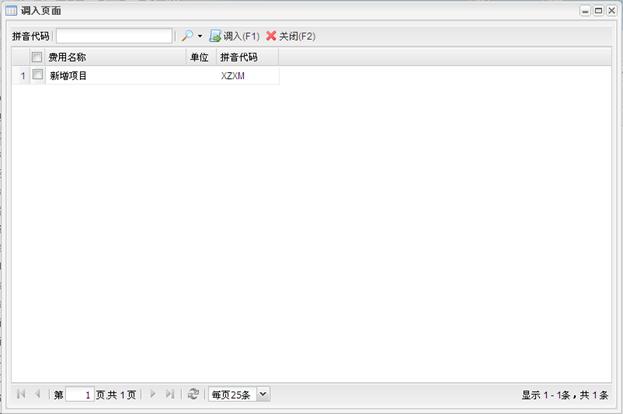 调入页面
拼音代码 调入(F1) 关闭(F2)
费用名称 单位 拼音代码
1 新增项目 XZXM
第 1 页,共 1 页 每页25条 显示 1 - 1条，共 1 条